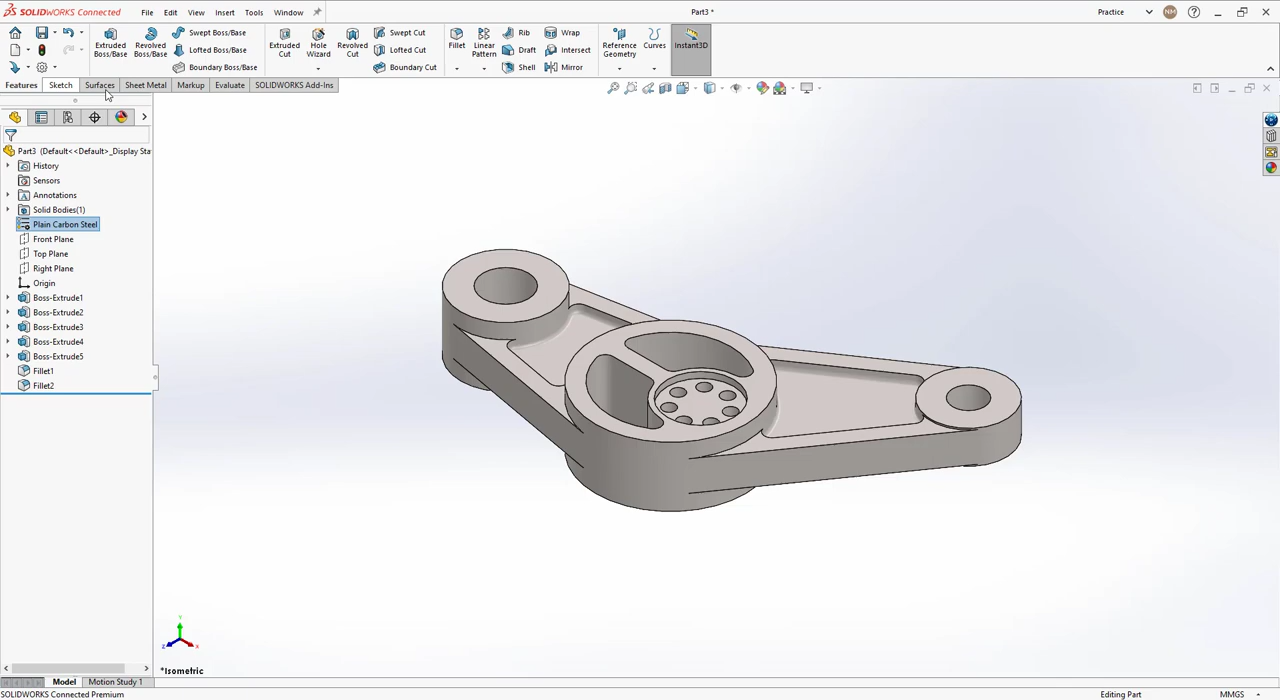 SOLIDWORKS CONNECTED File Edit View Insert Tools Window Part3 * Practice NM
Extruded Boss/Base
Revolved Boss/Base
Swept Boss/Base
Lofted Boss/Base
Boundary Boss/Base
Extruded Cut
Hole Wizard
Revolved Cut
Swept Cut
Lofted Cut
Boundary Cut
Fillet
Linear Pattern
Rib
Draft
Shell
Wrap
Intersect
Mirror
Reference Geometry
Curves
Instant3D
Features Sketch Surfaces Sheet Metal Markup Evaluate SOLIDWORKS Add-Ins
Part3 (Default<<Default>_Display Sta
History
Sensors
Annotations
Solid Bodies(1)
Plain Carbon Steel
Front Plane
Top Plane
Right Plane
Origin
Boss-Extrude1
Boss-Extrude2
Boss-Extrude3
Boss-Extrude4
Boss-Extrude5
Fillet1
Fillet2
Y
Z X
*Isometric
Model Motion Study 1
SOLIDWORKS Connected Premium Editing Part MMGS